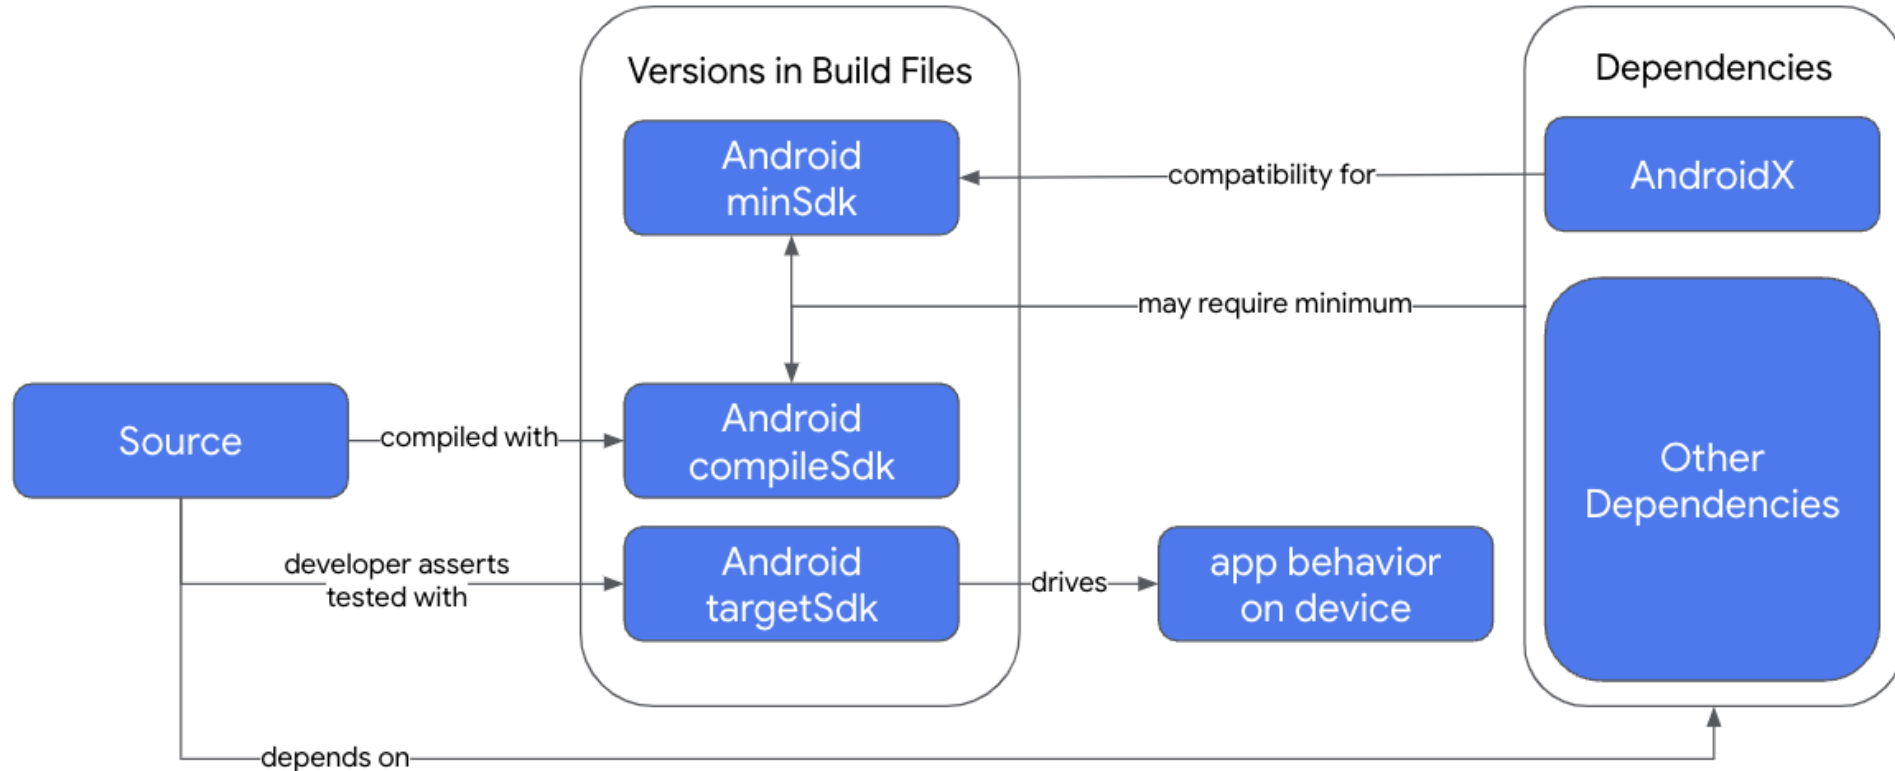 Versions in Build Files
Dependencies
Android
minSdk
compatibility for
AndroidX
may require minimum
Source
compiled with
Android
compileSdk
Other
Dependencies
developer asserts
tested with
Android
targetSdk
drives
app behavior
on device
depends on